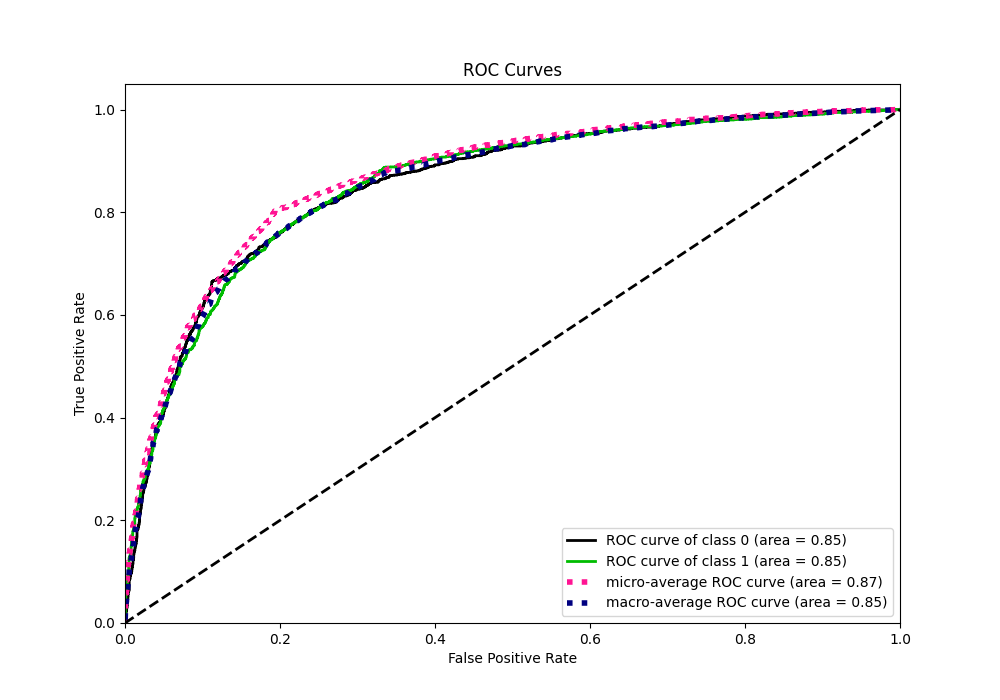 ROC Curves
True Positive Rate
1.0
0.8
0.6
0.4
0.2
0.0
ROC curve of class 0 (area = 0.85)
ROC curve of class 1 (area = 0.85)
micro-average ROC curve (area = 0.87)
macro-average ROC curve (area = 0.85)
0.0 0.2 0.4 0.6 0.8 1.0
False Positive Rate